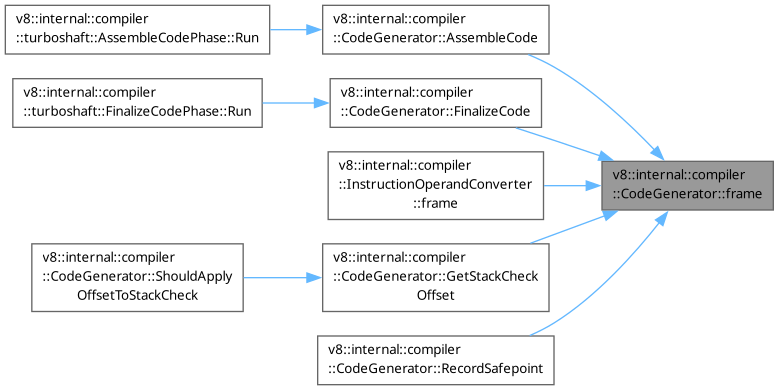 v8::internal::compiler
::turboshaft::AssembleCodePhase::Run
v8::internal::compiler
::CodeGenerator::AssembleCode
v8::internal::compiler
::turboshaft::FinalizeCodePhase::Run
v8::internal::compiler
::CodeGenerator::FinalizeCode
v8::internal::compiler
::InstructionOperandConverter
::frame
v8::internal::compiler
::CodeGenerator::frame
v8::internal::compiler
::CodeGenerator::ShouldApply
OffsetToStackCheck
v8::internal::compiler
::CodeGenerator::GetStackCheck
Offset
v8::internal::compiler
::CodeGenerator::RecordSafepoint